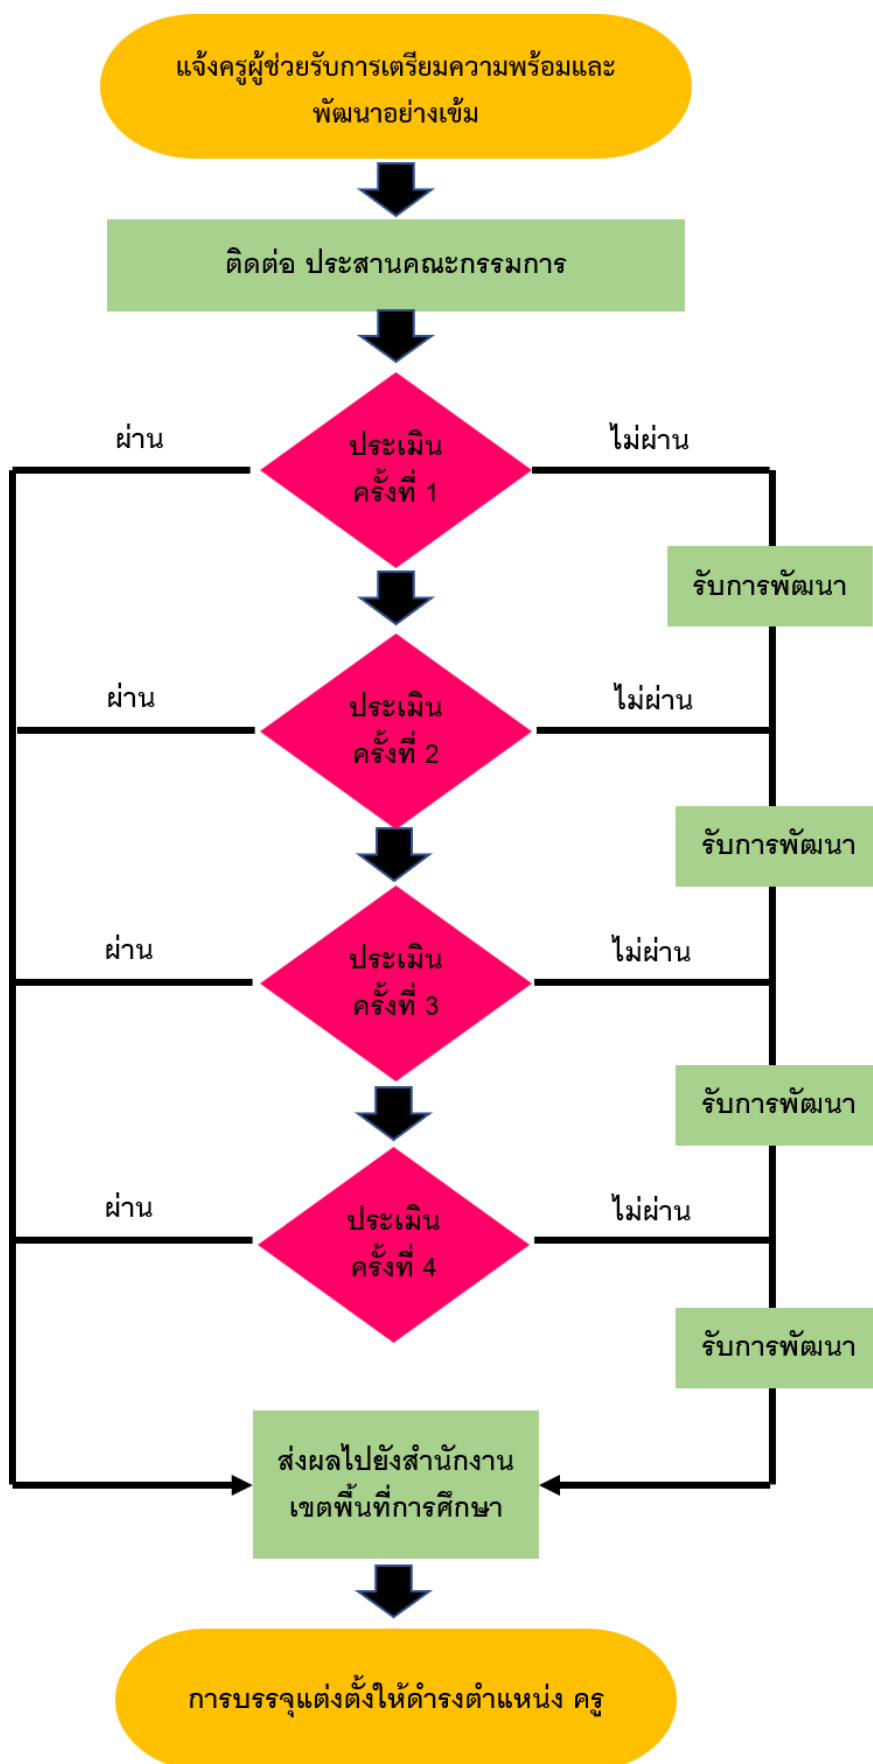 แจ้งครูผู้ช่วยรับการเตรียมความพร้อมและ
พัฒนาอย่างเข้ม
ติดต่อ ประสานคณะกรรมการ
ผ่าน
ประเมิน
ครั้งที่ 1
ไม่ผ่าน
รับการพัฒนา
ผ่าน
ประเมิน
ครั้งที่ 2
ไม่ผ่าน
รับการพัฒนา
ผ่าน
ประเมิน
ครั้งที่ 3
ไม่ผ่าน
รับการพัฒนา
ผ่าน
ประเมิน
ครั้งที่ 4
ไม่ผ่าน
รับการพัฒนา
ส่งผลไปยังสำนักงาน
เขตพื้นที่การศึกษา
การบรรจุแต่งตั้งให้ดำรงตำแหน่ง ครู